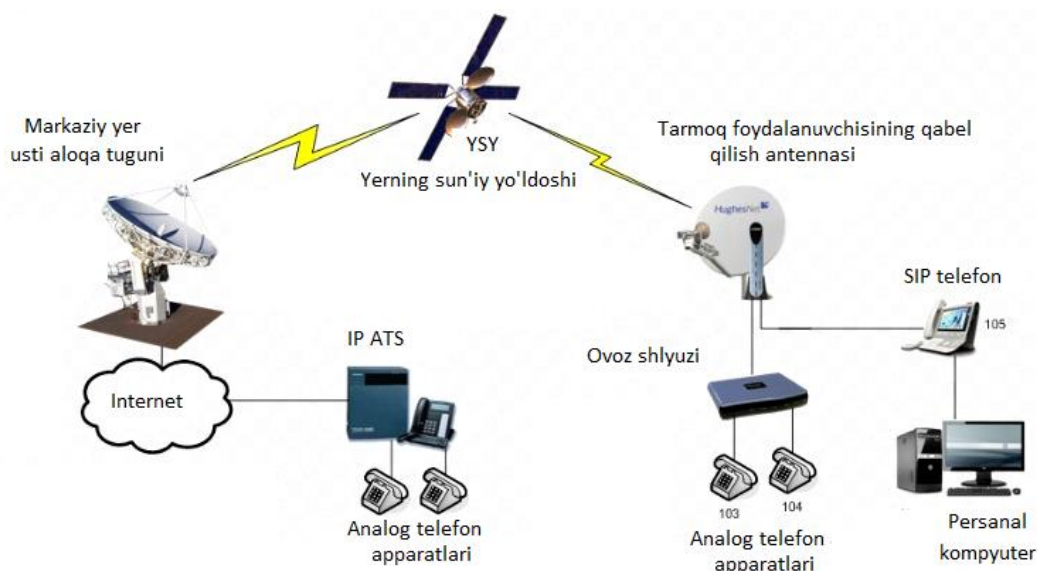 Markaziy yer
usti aloqa tuguni
YSY
Yerning sun'iy yo'ldoshi
Tarmoq foydalanuvchisining qabel
qilish antennasi
HughesNet
SIP telefon
105
IP ATS
Ovoz shlyuzi
Internet
103
104
Analog telefon
apparatlari
Analog telefon
apparatlari
Persanal
kompyuter